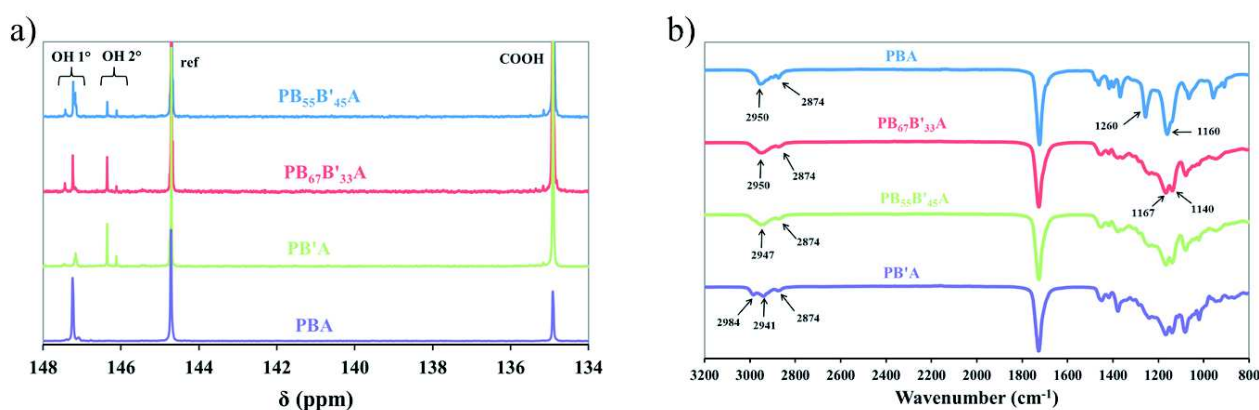 a)
OH 1° OH 2°
ref
COOH
PB₅₅B'₄₅A
PB₆₇B'₃₃A
PB'A
PBA
148 146 144 142 140 138 136 134
δ (ppm)
b)
PBA
2950 2874
1260 1160
PB₆₇B'₃₃A
2950 2874
1167 1140
PB₅₅B'₄₅A
2947 2874
PB'A
2984 2941 2874
3200 3000 2800 2600 2400 2200 2000 1800 1600 1400 1200 1000 800
Wavenumber (cm⁻¹)